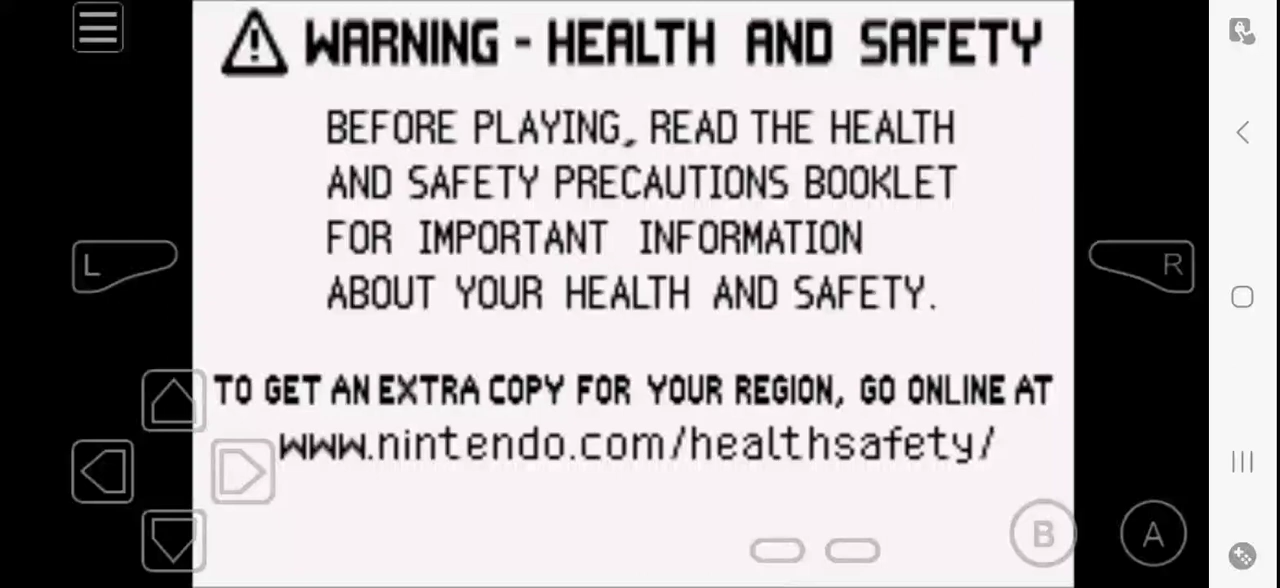 WARNING - HEALTH AND SAFETY
BEFORE PLAYING, READ THE HEALTH
AND SAFETY PRECAUTIONS BOOKLET
FOR IMPORTANT INFORMATION
ABOUT YOUR HEALTH AND SAFETY.
TO GET AN EXTRA COPY FOR YOUR REGION, GO ONLINE AT
www.nintendo.com/healthsafety/
L
R
B
A